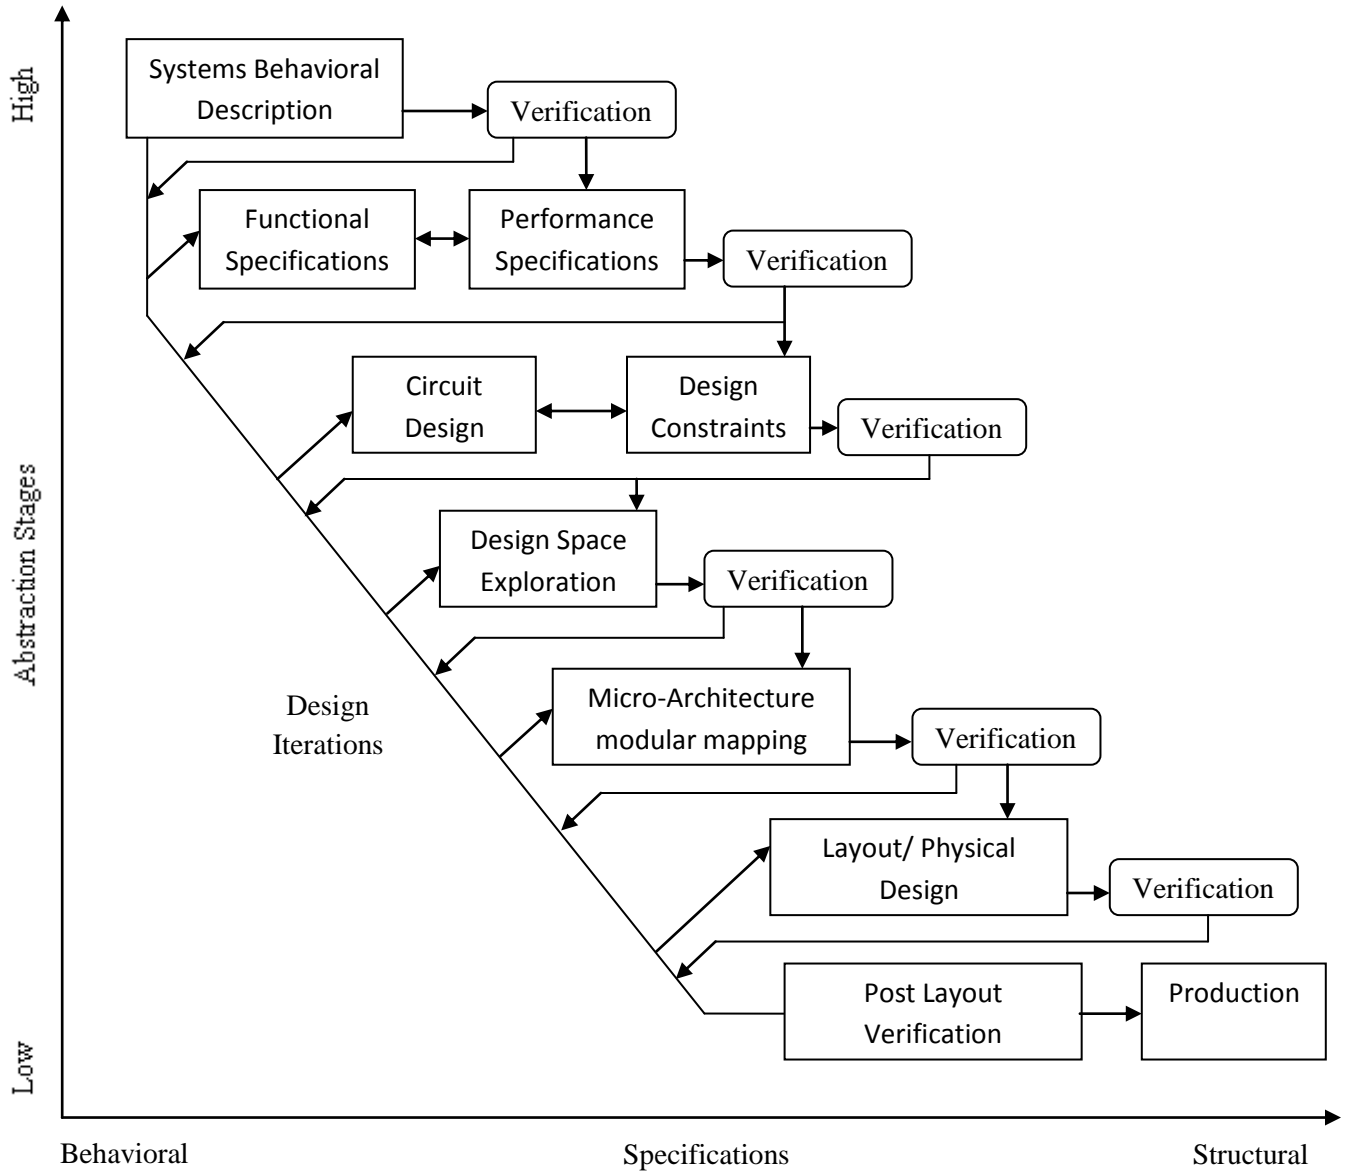 High
Systems Behavioral
Description
Verification
Functional
Specifications
Performance
Specifications
Verification
Circuit
Design
Design
Constraints
Verification
Abstraction Stages
Design Space
Exploration
Verification
Design
Iterations
Micro-Architecture
modular mapping
Verification
Layout/ Physical
Design
Verification
Post Layout
Verification
Production
Low
Behavioral
Specifications
Structural